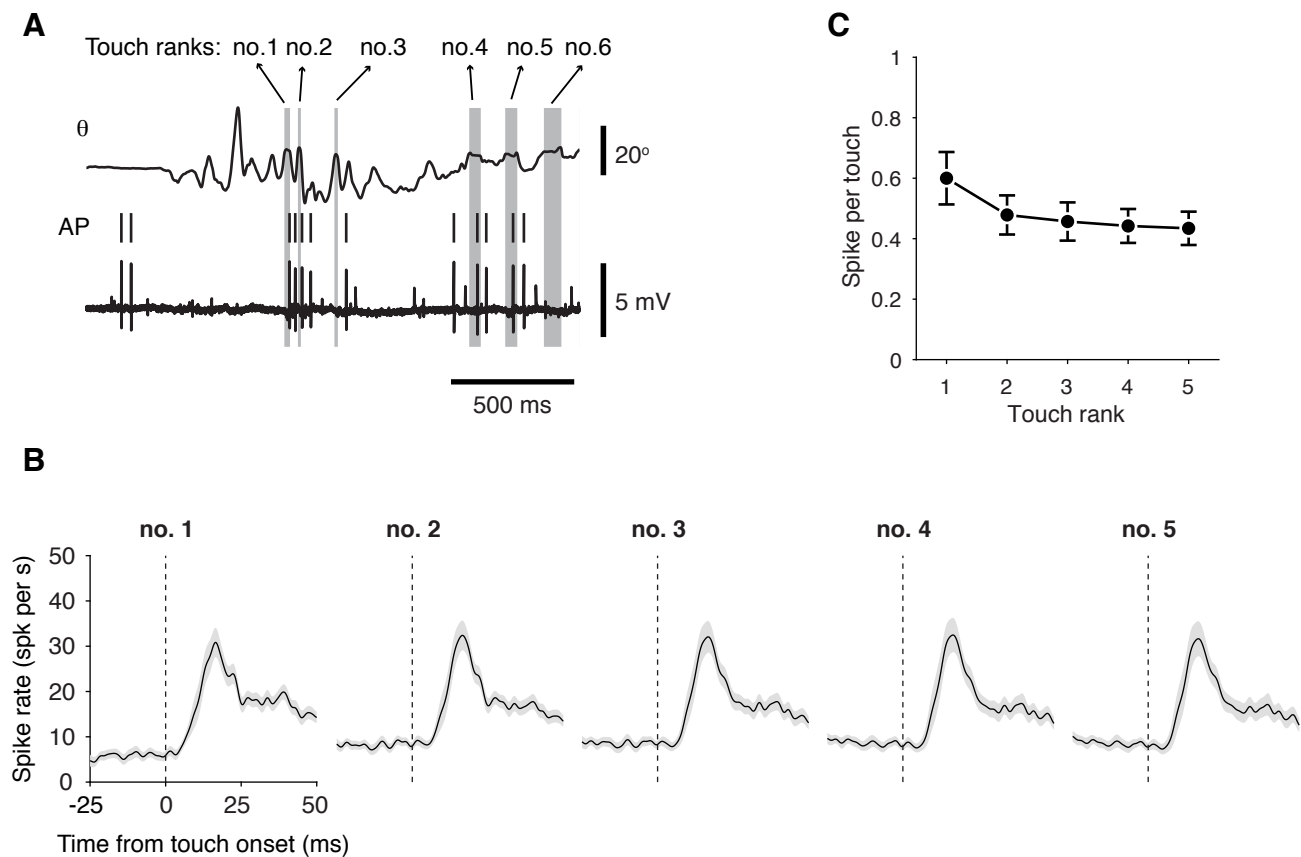 A
Touch ranks: no.1 no.2 no.3 no.4 no.5 no.6
θ
20o
AP
5 mV
500 ms
C
1
0.8
0.6
0.4
0.2
0
Spike per touch
1 2 3 4 5
Touch rank
B
no. 1 no. 2 no. 3 no. 4 no. 5
50
40
30
20
10
0
Spike rate (spk per s)
-25 0 25 50
Time from touch onset (ms)